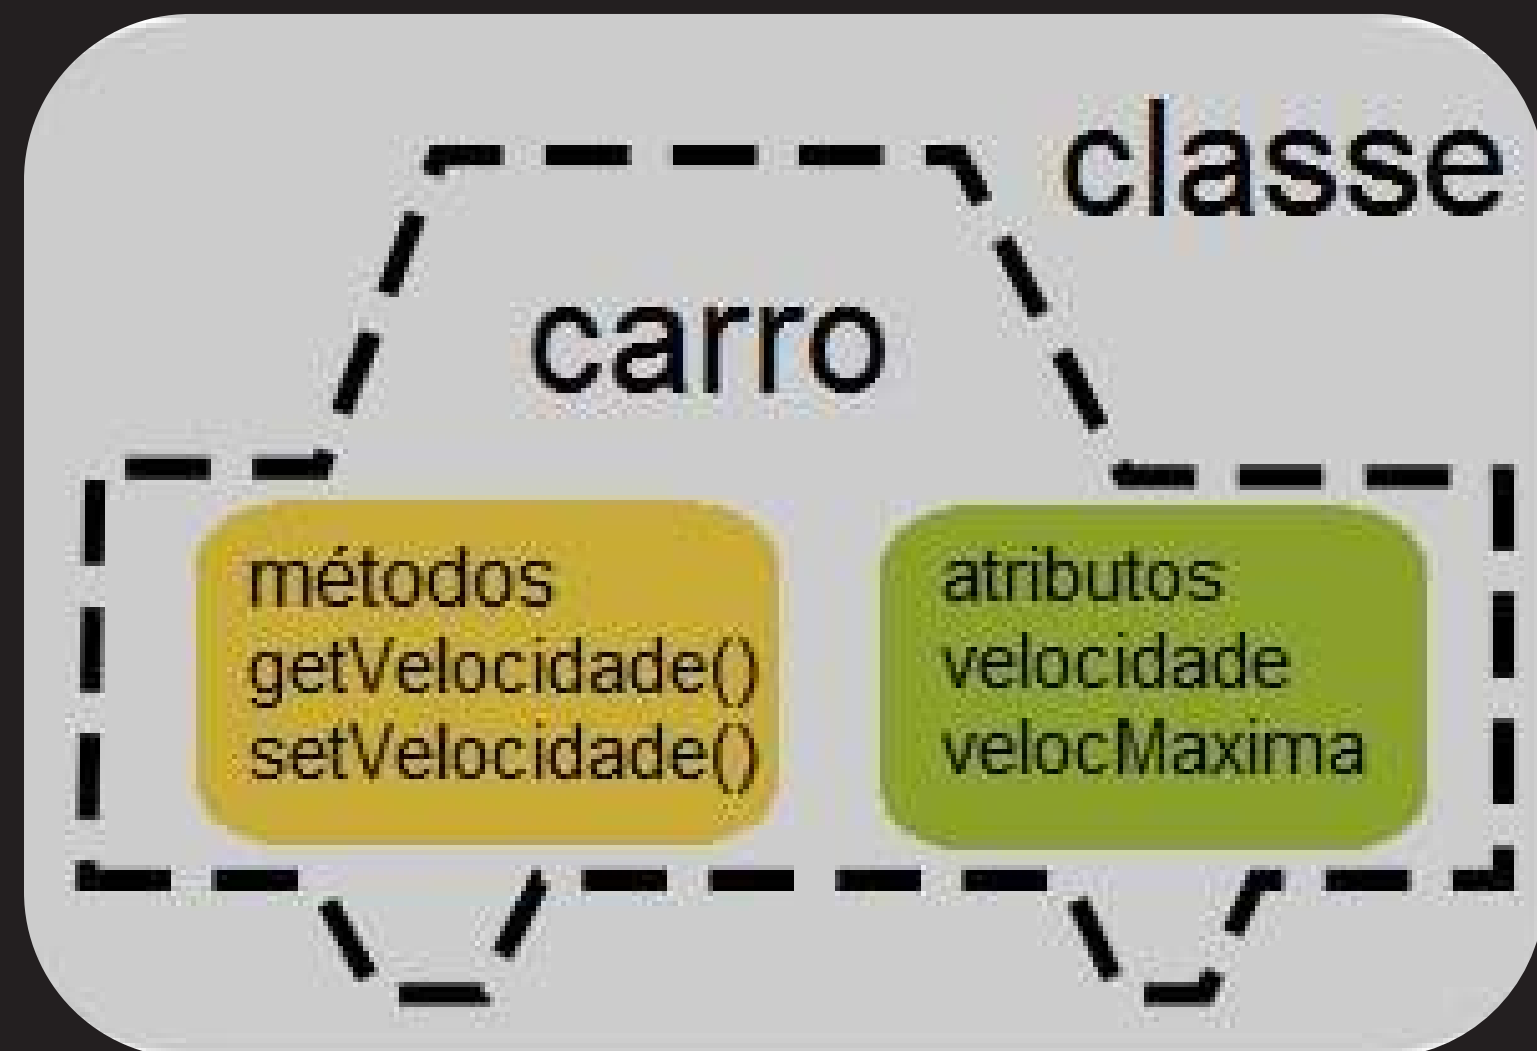 classe
carro
métodos
getVelocidade()
setVelocidade()
atributos
velocidade
velocMaxima